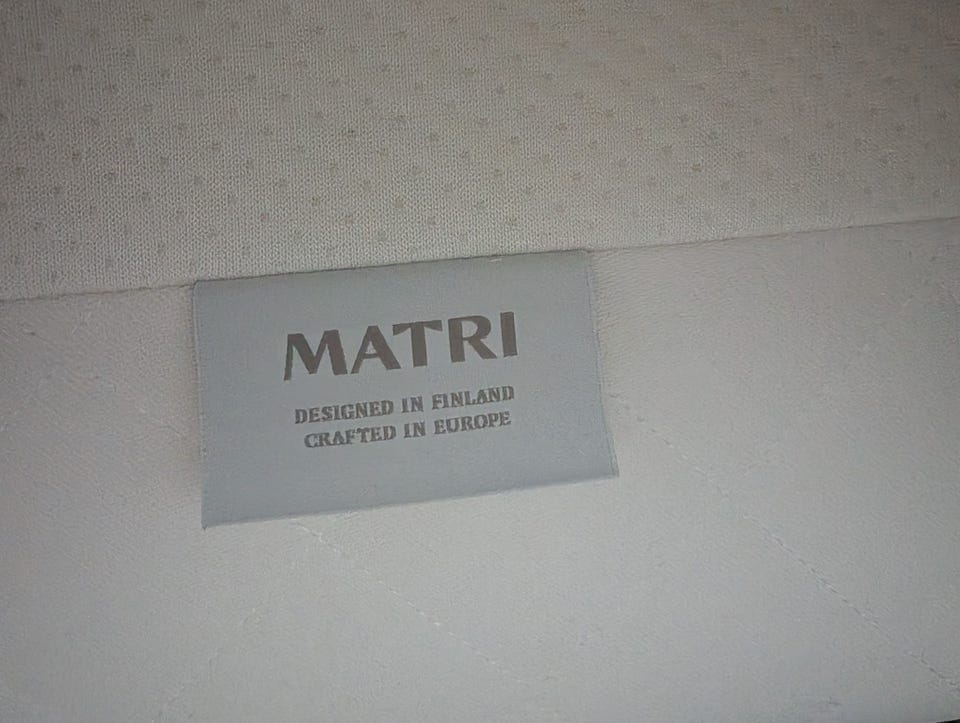 MATRI
DESIGNED IN FINLAND
CRAFTED IN EUROPE